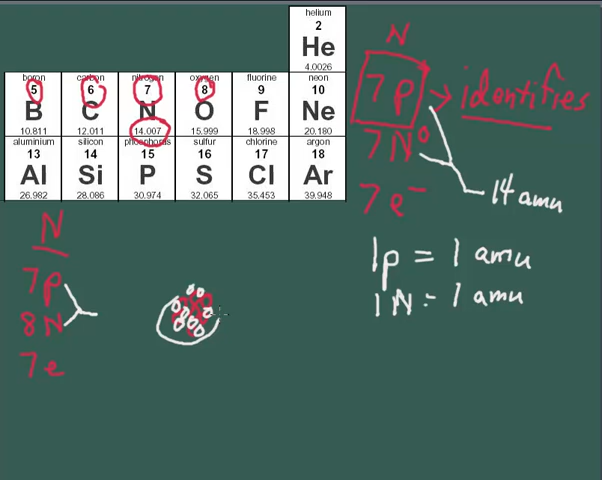 helium
2
He
4.0026
boron carbon nitrogen oxygen fluorine neon
5 6 7 8 9 10
B C N O F Ne
10.811 12.011 14.007 15.999 18.998 20.180
aluminium silicon phosphorus sulfur chlorine argon
13 14 15 16 17 18
Al Si P S Cl Ar
26.982 28.086 30.974 32.065 35.453 39.948
N
7p → identifies
7N⁰
7e⁻
14 amu
1p = 1 amu
1N = 1 amu
N
7p
8N
7e